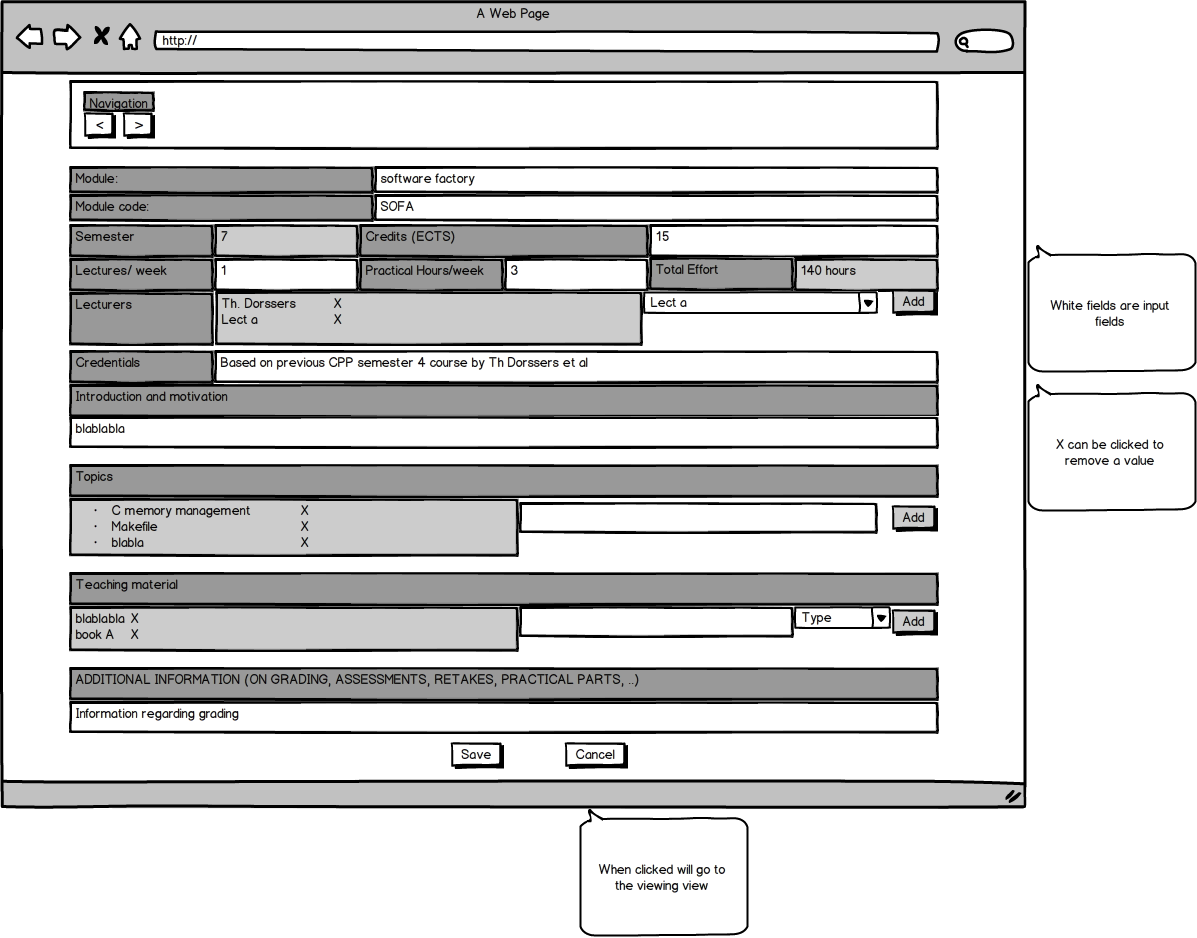 A Web Page
http://
Navigation
< >
Module: software factory
Module code: SOFA
Semester 7 Credits (ECTS) 15
Lectures/ week 1 Practical Hours/week 3 Total Effort 140 hours
Lecturers Th. Dorssers X Lect a Add
Lect a X
Credentials Based on previous CPP semester 4 course by Th Dorssers et al
Introduction and motivation
blablabla
Topics
· C memory management X Add
· Makefile X
· blabla X
Teaching material
blablabla X Type Add
book A X
ADDITIONAL INFORMATION (ON GRADING, ASSESSMENTS, RETAKES, PRACTICAL PARTS, ..)
Information regarding grading
Save Cancel
White fields are input
fields
X can be clicked to
remove a value
When clicked will go to
the viewing view